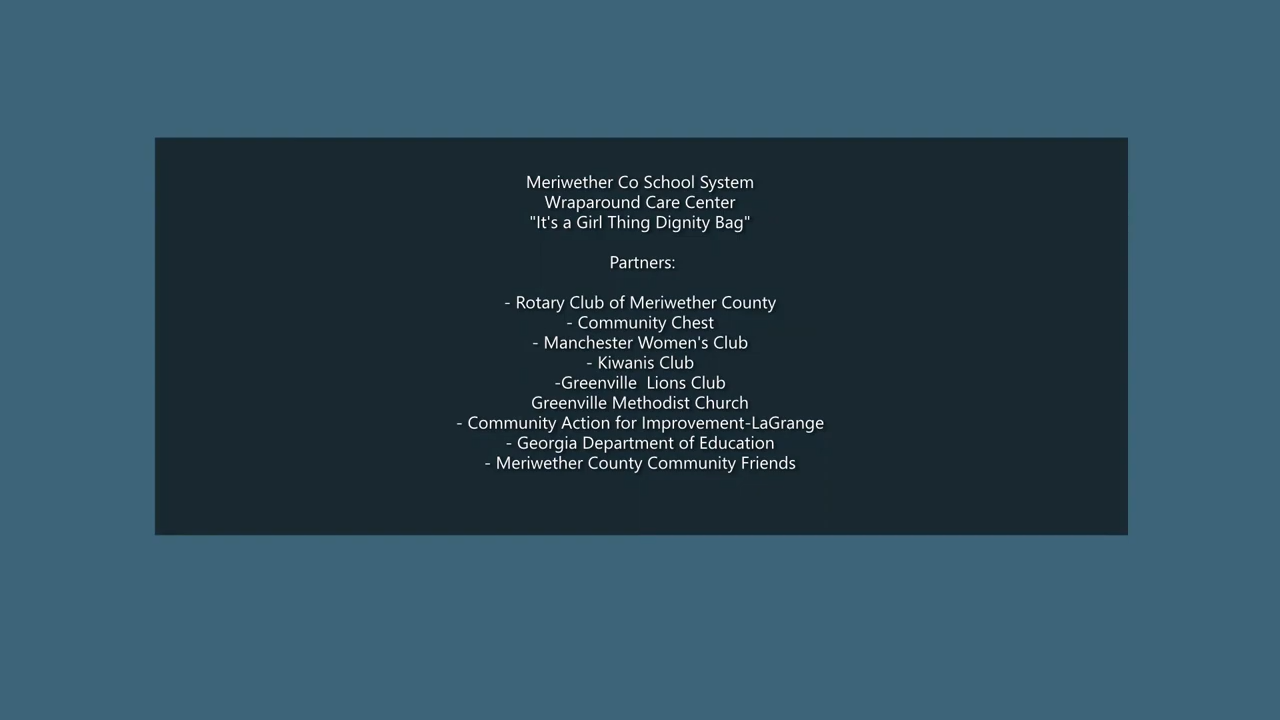 Meriwether Co School System
Wraparound Care Center
"It's a Girl Thing Dignity Bag"
Partners:
- Rotary Club of Meriwether County
- Community Chest
- Manchester Women's Club
- Kiwanis Club
-Greenville  Lions Club
Greenville Methodist Church
- Community Action for Improvement-LaGrange
- Georgia Department of Education
- Meriwether County Community Friends